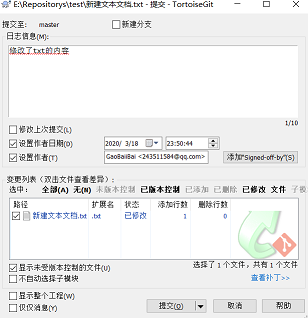 E:\Repositorys\test\新建文本文档.txt - 提交 - TortoiseGit
提交至: master
新建分支
日志信息(M):
修改了txt的内容
1/10
修改上次提交(L)
设置作者日期(D) 2020/ 3/18 23:50:44
设置作者(T) GaoBaiBai <243511584@qq.com> 添加"Signed-off-by"(S)
变更列表 (双击文件查看差异):
选中: 全部(A) 无(N) 未版本控制 已版本控制 已添加 已删除 已修改 文件 子模
路径 扩展名 状态 添加行数 删除行数
新建文本文档.txt .txt 已修改 1 0
显示未受版本控制的文件(U) 选择了 1 个文件，共有 1 个文件
不自动选择子模块 查看补丁>>
显示整个工程(W)
仅仅消息(Y) 提交(O) 取消 帮助